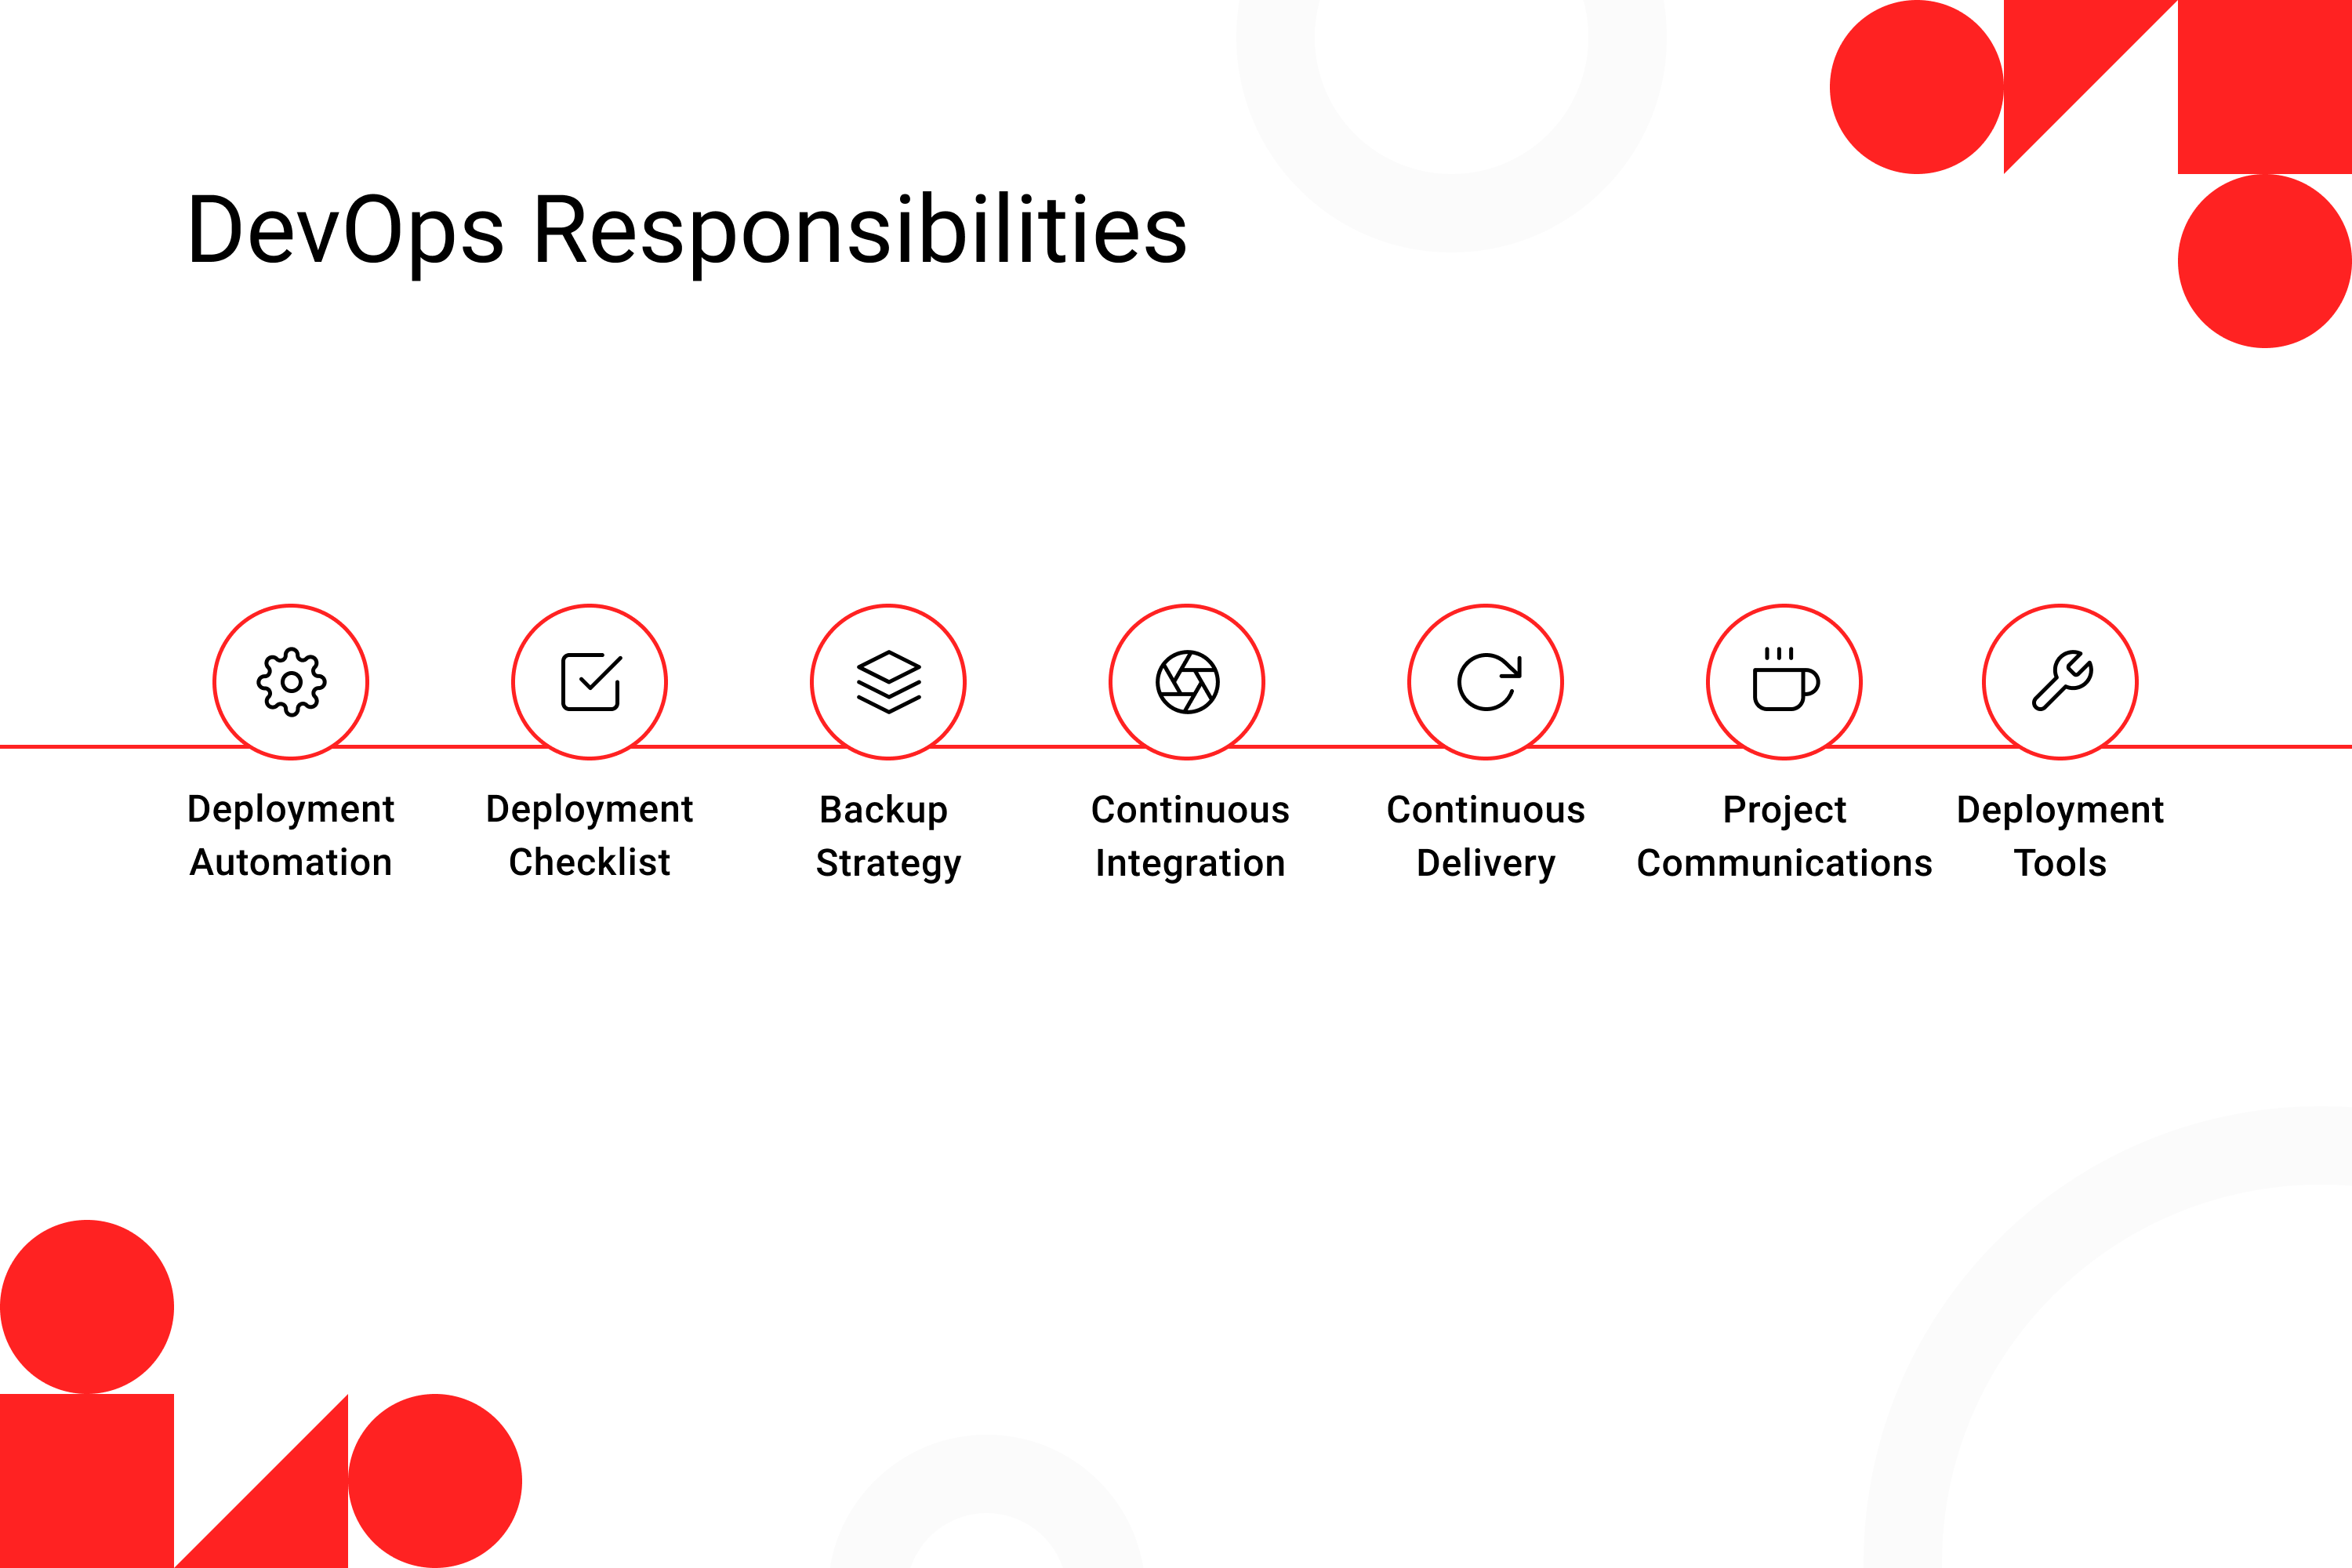 DevOps Responsibilities
Deployment
Automation
Deployment
Checklist
Backup
Strategy
Continuous
Integration
Continuous
Delivery
Project
Communications
Deployment
Tools